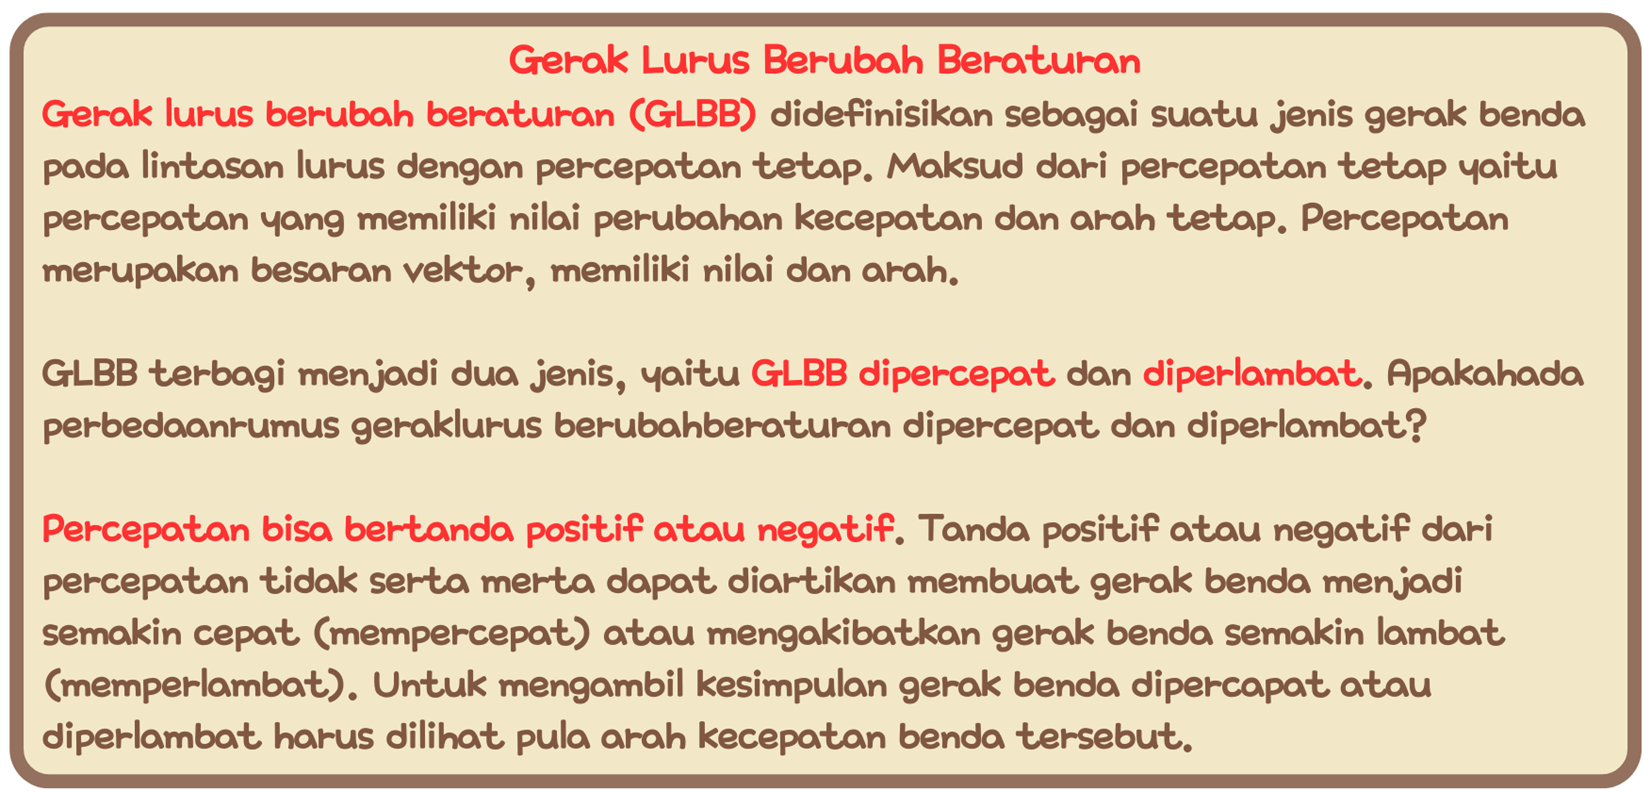 Gerak Lurus Berubah Beraturan
Gerak lurus berubah beraturan (GLBB) didefinisikan sebagai suatu jenis gerak benda
pada lintasan lurus dengan percepatan tetap. Maksud dari percepatan tetap yaitu
percepatan yang memiliki nilai perubahan kecepatan dan arah tetap. Percepatan
merupakan besaran vektor, memiliki nilai dan arah.
GLBB terbagi menjadi dua jenis, yaitu GLBB dipercepat dan diperlambat. Apakahada
perbedaanrumus geraklurus berubahberaturan dipercepat dan diperlambat?
Percepatan bisa bertanda positif atau negatif. Tanda positif atau negatif dari
percepatan tidak serta merta dapat diartikan membuat gerak benda menjadi
semakin cepat (mempercepat) atau mengakibatkan gerak benda semakin lambat
(memperlambat). Untuk mengambil kesimpulan gerak benda dipercapat atau
diperlambat harus dilihat pula arah kecepatan benda tersebut.